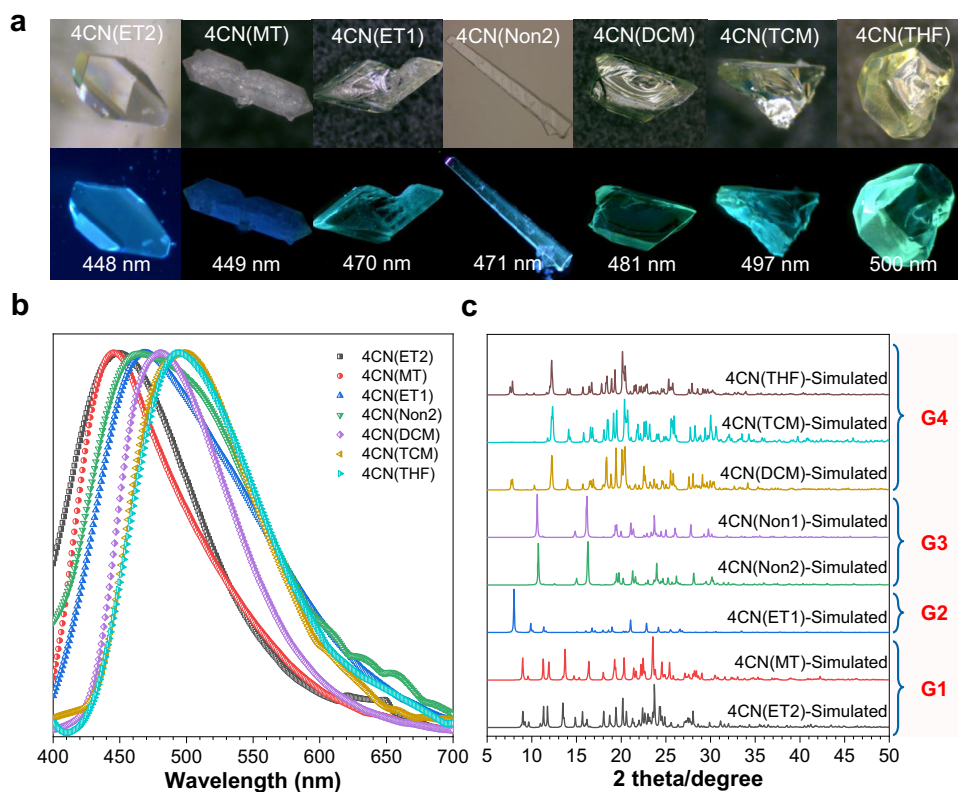 a
4CN(ET2) 4CN(MT) 4CN(ET1) 4CN(Non2) 4CN(DCM) 4CN(TCM) 4CN(THF)
448 nm 449 nm 470 nm 471 nm 481 nm 497 nm 500 nm
b
4CN(ET2)
4CN(MT)
4CN(ET1)
4CN(Non2)
4CN(DCM)
4CN(TCM)
4CN(THF)
400 450 500 550 600 650 700
Wavelength (nm)
c
4CN(THF)-Simulated
4CN(TCM)-Simulated
G4
4CN(DCM)-Simulated
4CN(Non1)-Simulated
G3
4CN(Non2)-Simulated
4CN(ET1)-Simulated
G2
4CN(MT)-Simulated
G1
4CN(ET2)-Simulated
5 10 15 20 25 30 35 40 45 50
2 theta/degree